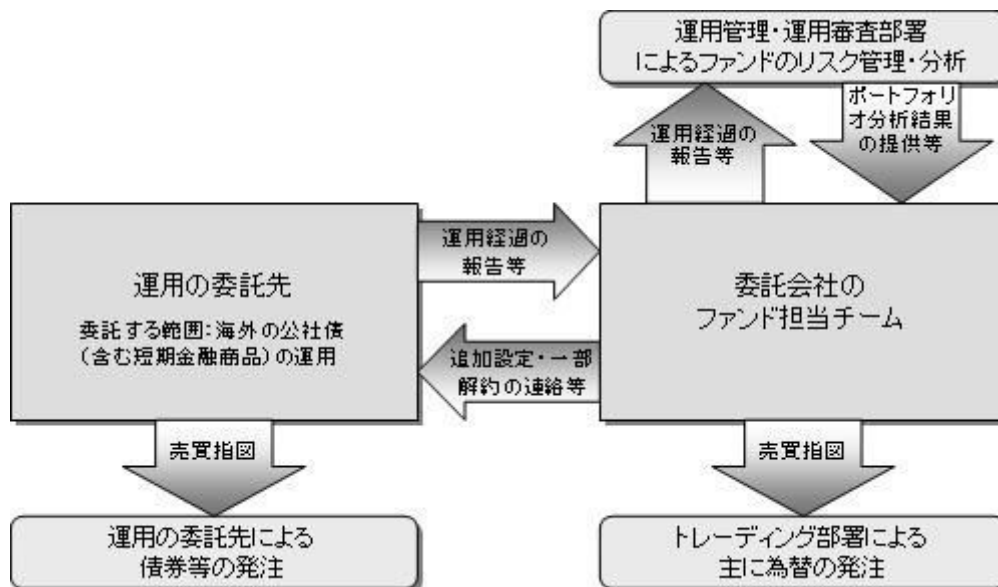 運用管理・運用審査部署
によるファンドのリスク管理・分析
運用経過の
報告等
ポートフォリ
オ分析結果
の提供等
運用の委託先
委託する範囲:海外の公社債
(含む短期金融商品)の運用
運用経過の
報告等
追加設定・一部
解約の連絡等
委託会社の
ファンド担当チーム
売買指図
売買指図
運用の委託先による
債券等の発注
トレーディング部署による
主に為替の発注